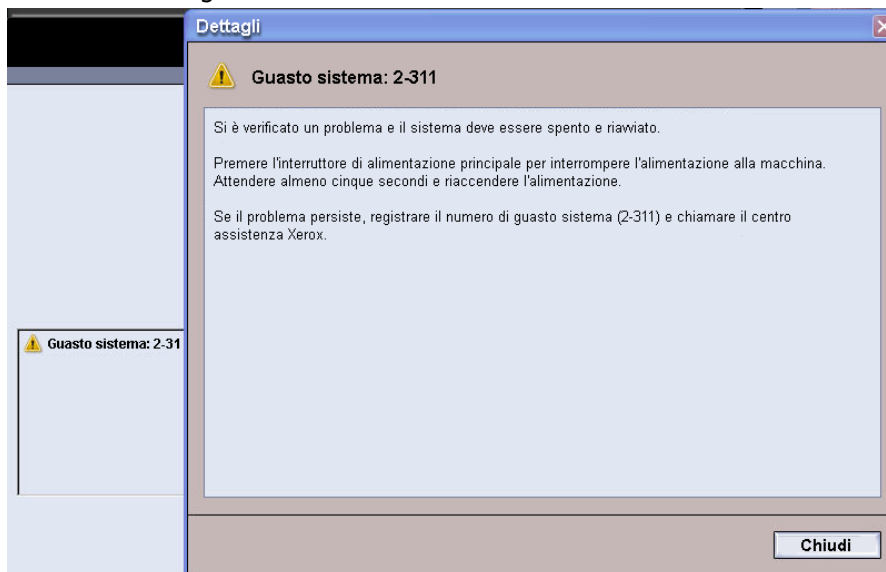 Dettagli
Guasto sistema: 2-311
Si è verificato un problema e il sistema deve essere spento e riavviato.
Premere l'interruttore di alimentazione principale per interrompere l'alimentazione alla macchina.
Attendere almeno cinque secondi e riaccendere l'alimentazione.
Se il problema persiste, registrare il numero di guasto sistema (2-311) e chiamare il centro
assistenza Xerox.
Guasto sistema: 2-31
Chiudi